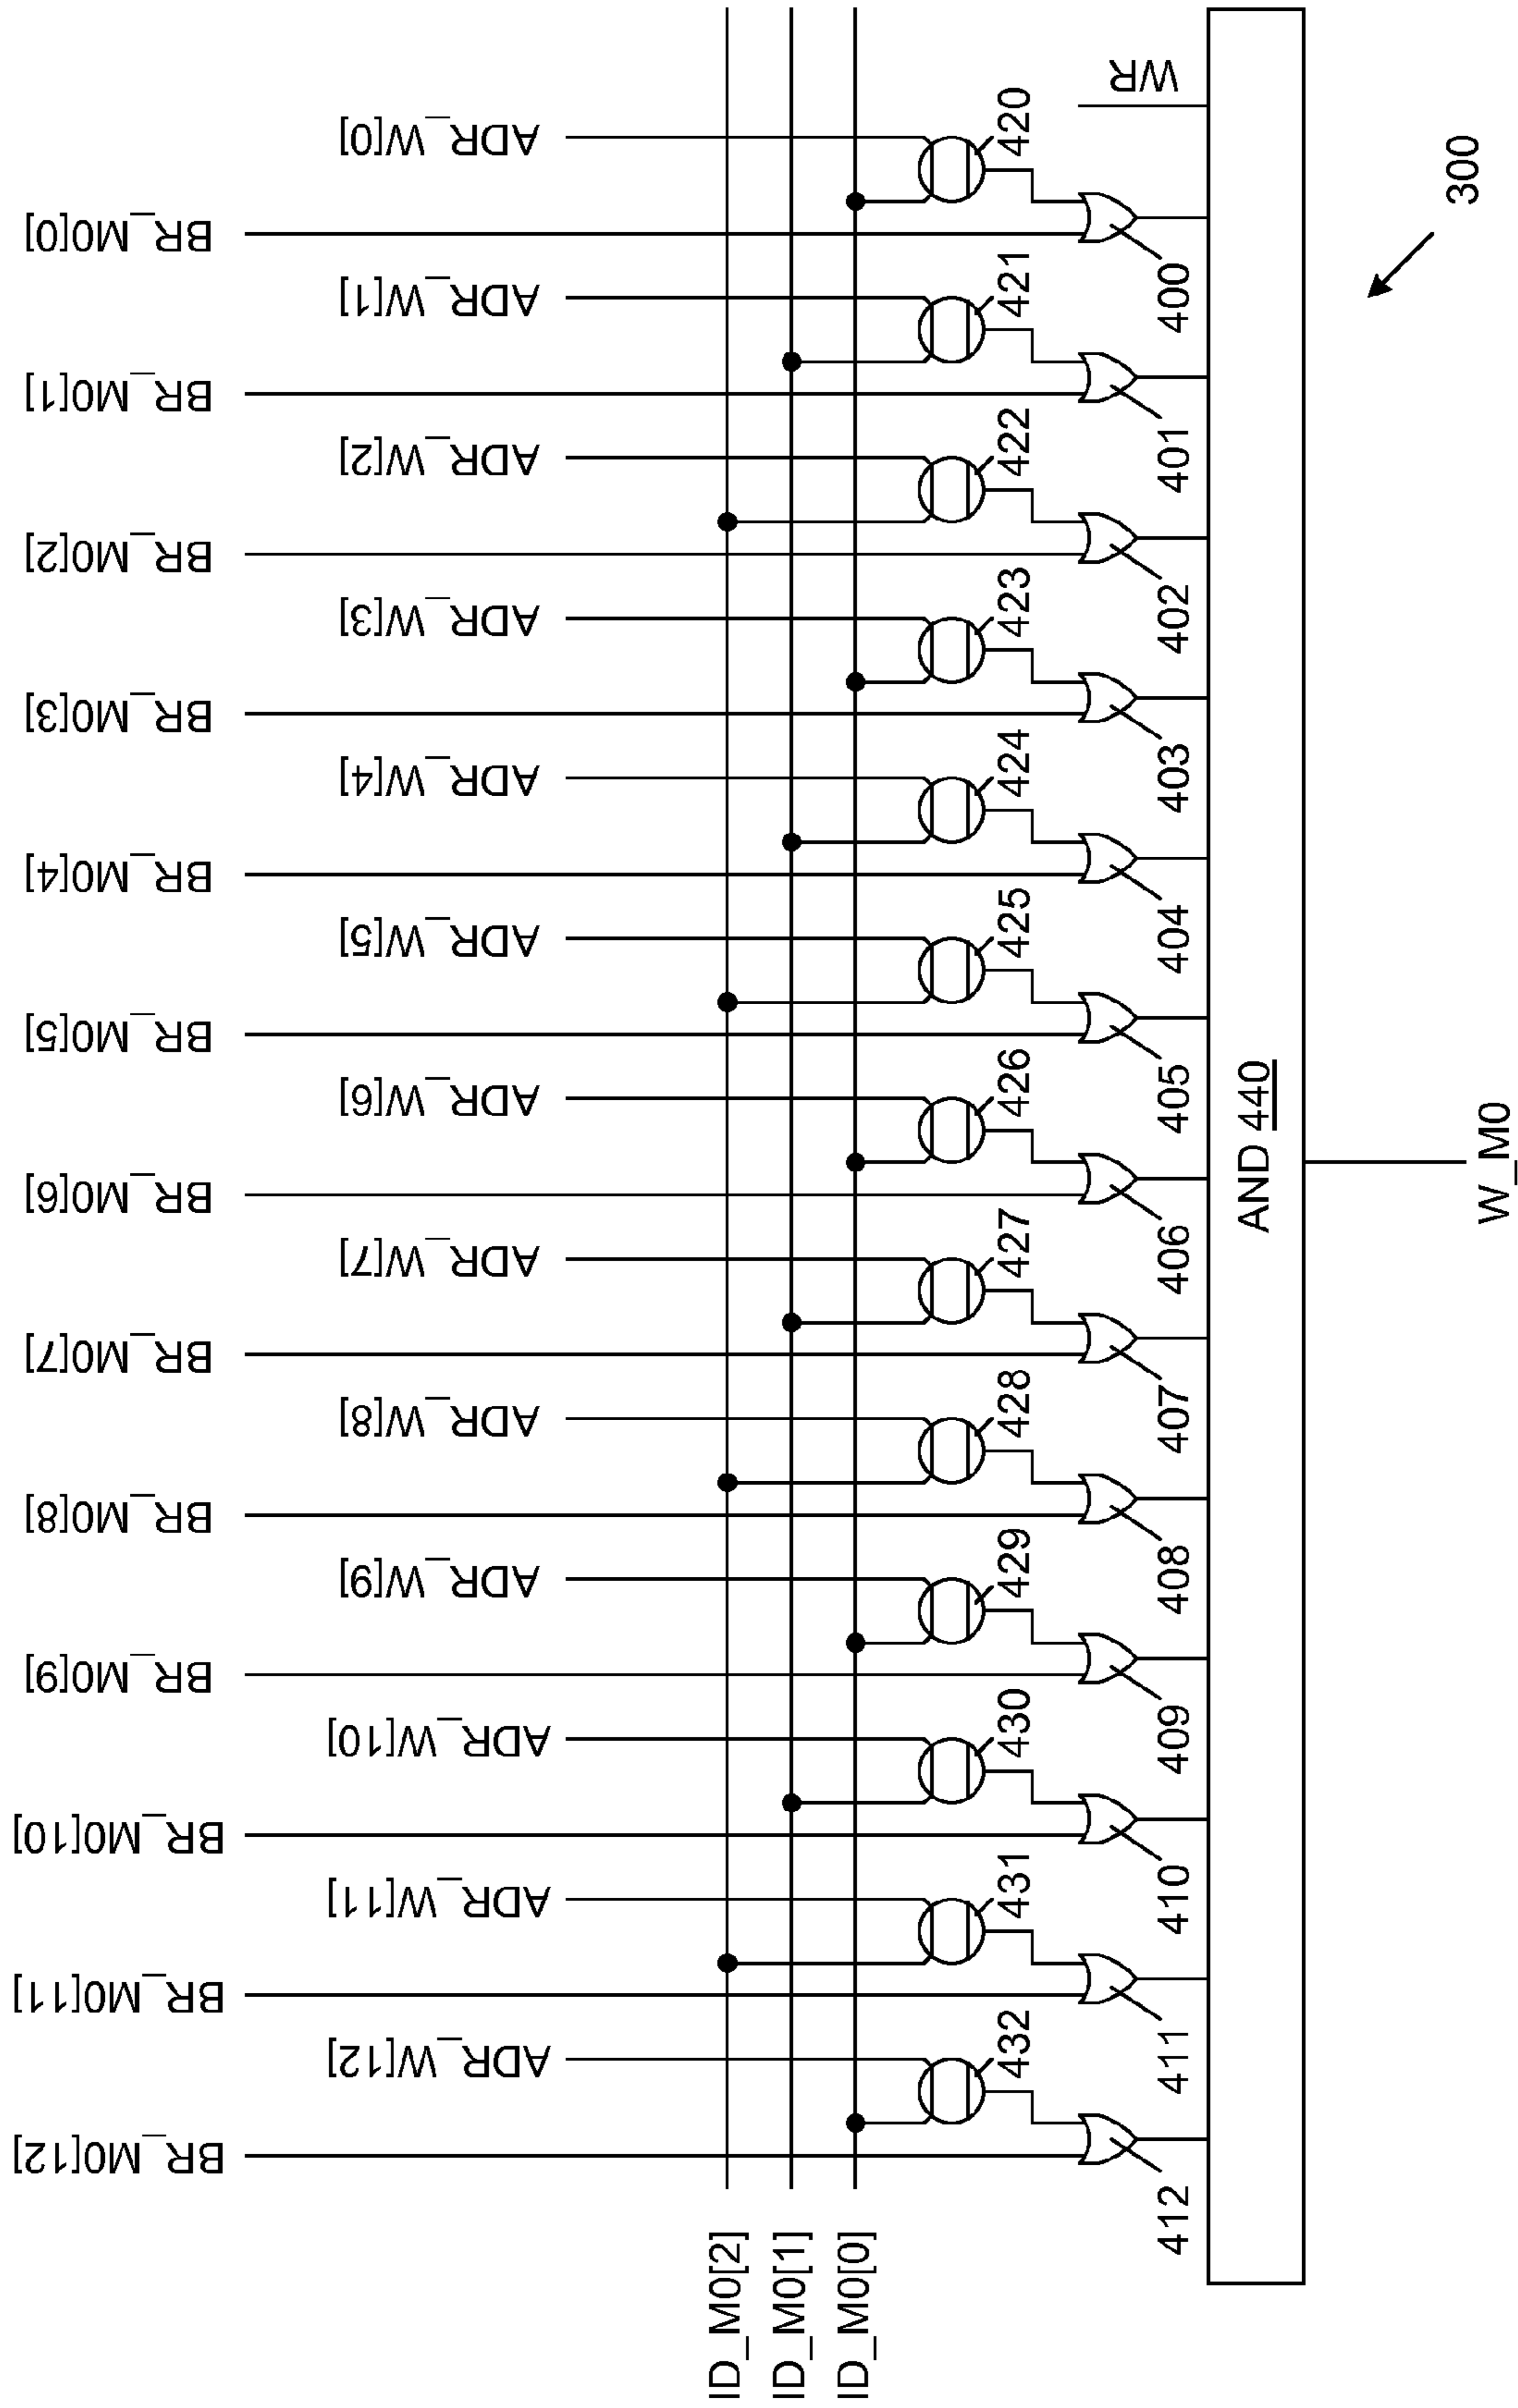 BR_M0[0]
BR_M0[1]
BR_M0[2]
BR_M0[3]
BR_M0[4]
BR_M0[5]
BR_M0[6]
BR_M0[7]
BR_M0[8]
BR_M0[9]
BR_M0[10]
BR_M0[11]
BR_M0[12]
ADR_W[0]
ADR_W[1]
ADR_W[2]
ADR_W[3]
ADR_W[4]
ADR_W[5]
ADR_W[6]
ADR_W[7]
ADR_W[8]
ADR_W[9]
ADR_W[10]
ADR_W[11]
ADR_W[12]
ID_M0[2]
ID_M0[1]
ID_M0[0]
420
421
422
423
424
425
426
427
428
429
430
431
432
WR
400
401
402
403
404
405
406
407
408
409
410
411
412
AND 440
300
W_M0